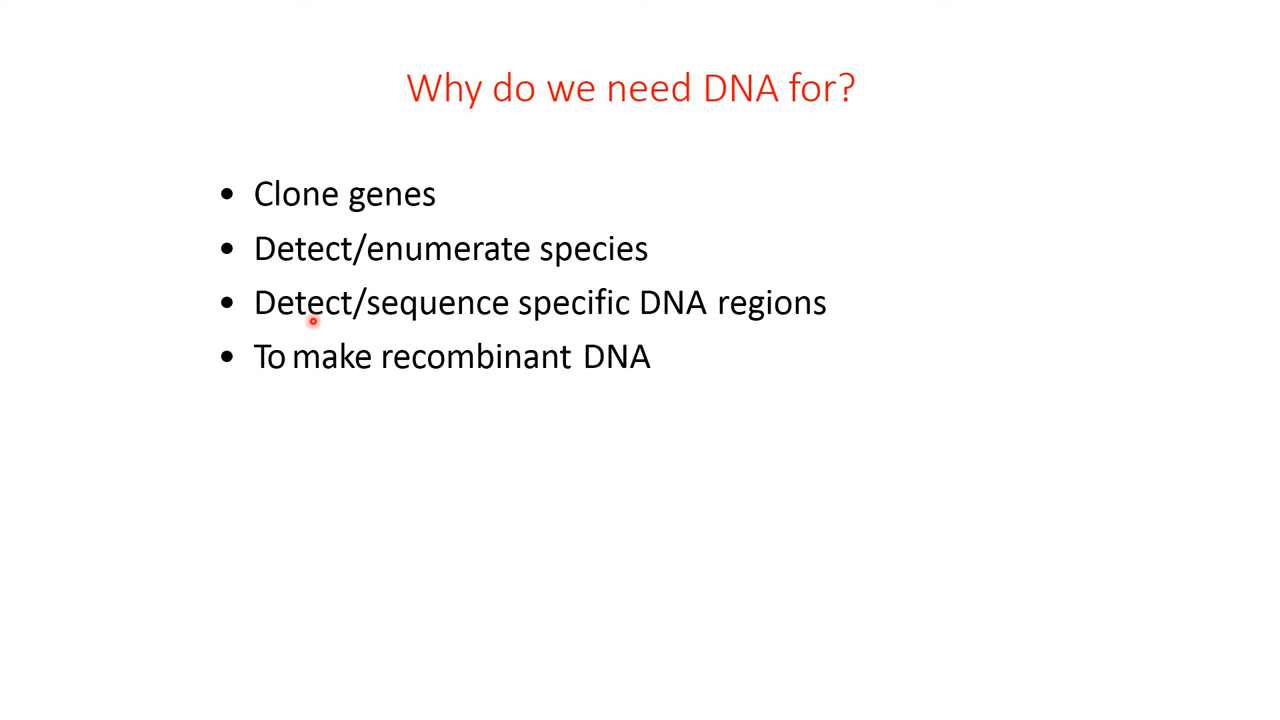 Why do we need DNA for?
• Clone genes
• Detect/enumerate species
• Detect/sequence specific DNA regions
• To make recombinant DNA